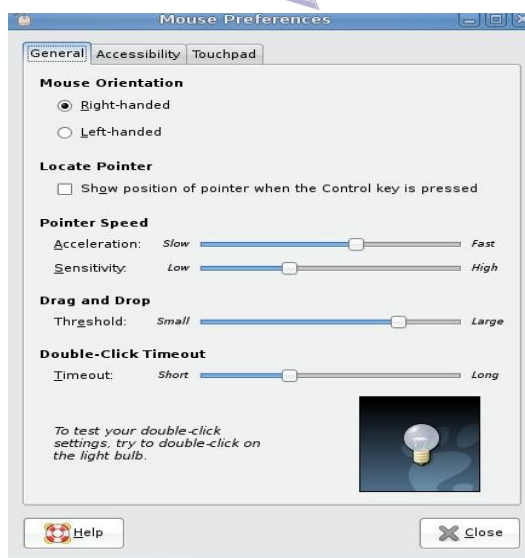 Mouse Preferences
General Accessibility Touchpad
Mouse Orientation
Right-handed
Left-handed
Locate Pointer
Show position of pointer when the Control key is pressed
Pointer Speed
Acceleration: Slow Fast
Sensitivity: Low High
Drag and Drop
Threshold: Small Large
Double-Click Timeout
Timeout: Short Long
To test your double-click
settings, try to double-click on
the light bulb.
Help Close